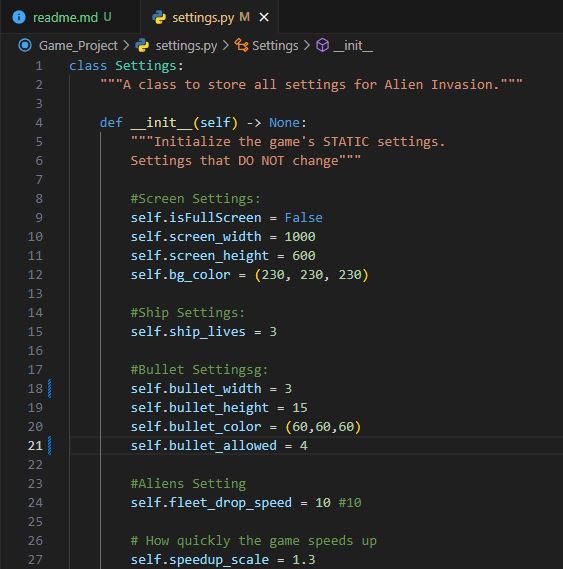 readme.md U
settings.py M
Game_Project > settings.py > Settings > __init__
1 class Settings:
2     """A class to store all settings for Alien Invasion."""
3
4     def __init__(self) -> None:
5         """Initialize the game's STATIC settings.
6         Settings that DO NOT change"""
7
8         #Screen Settings:
9         self.isFullScreen = False
10         self.screen_width = 1000
11         self.screen_height = 600
12         self.bg_color = (230, 230, 230)
13
14         #Ship Settings:
15         self.ship_lives = 3
16
17         #Bullet Settingsg:
18         self.bullet_width = 3
19         self.bullet_height = 15
20         self.bullet_color = (60,60,60)
21         self.bullet_allowed = 4
22
23         #Aliens Setting
24         self.fleet_drop_speed = 10 #10
25
26         # How quickly the game speeds up
27         self.speedup_scale = 1.3